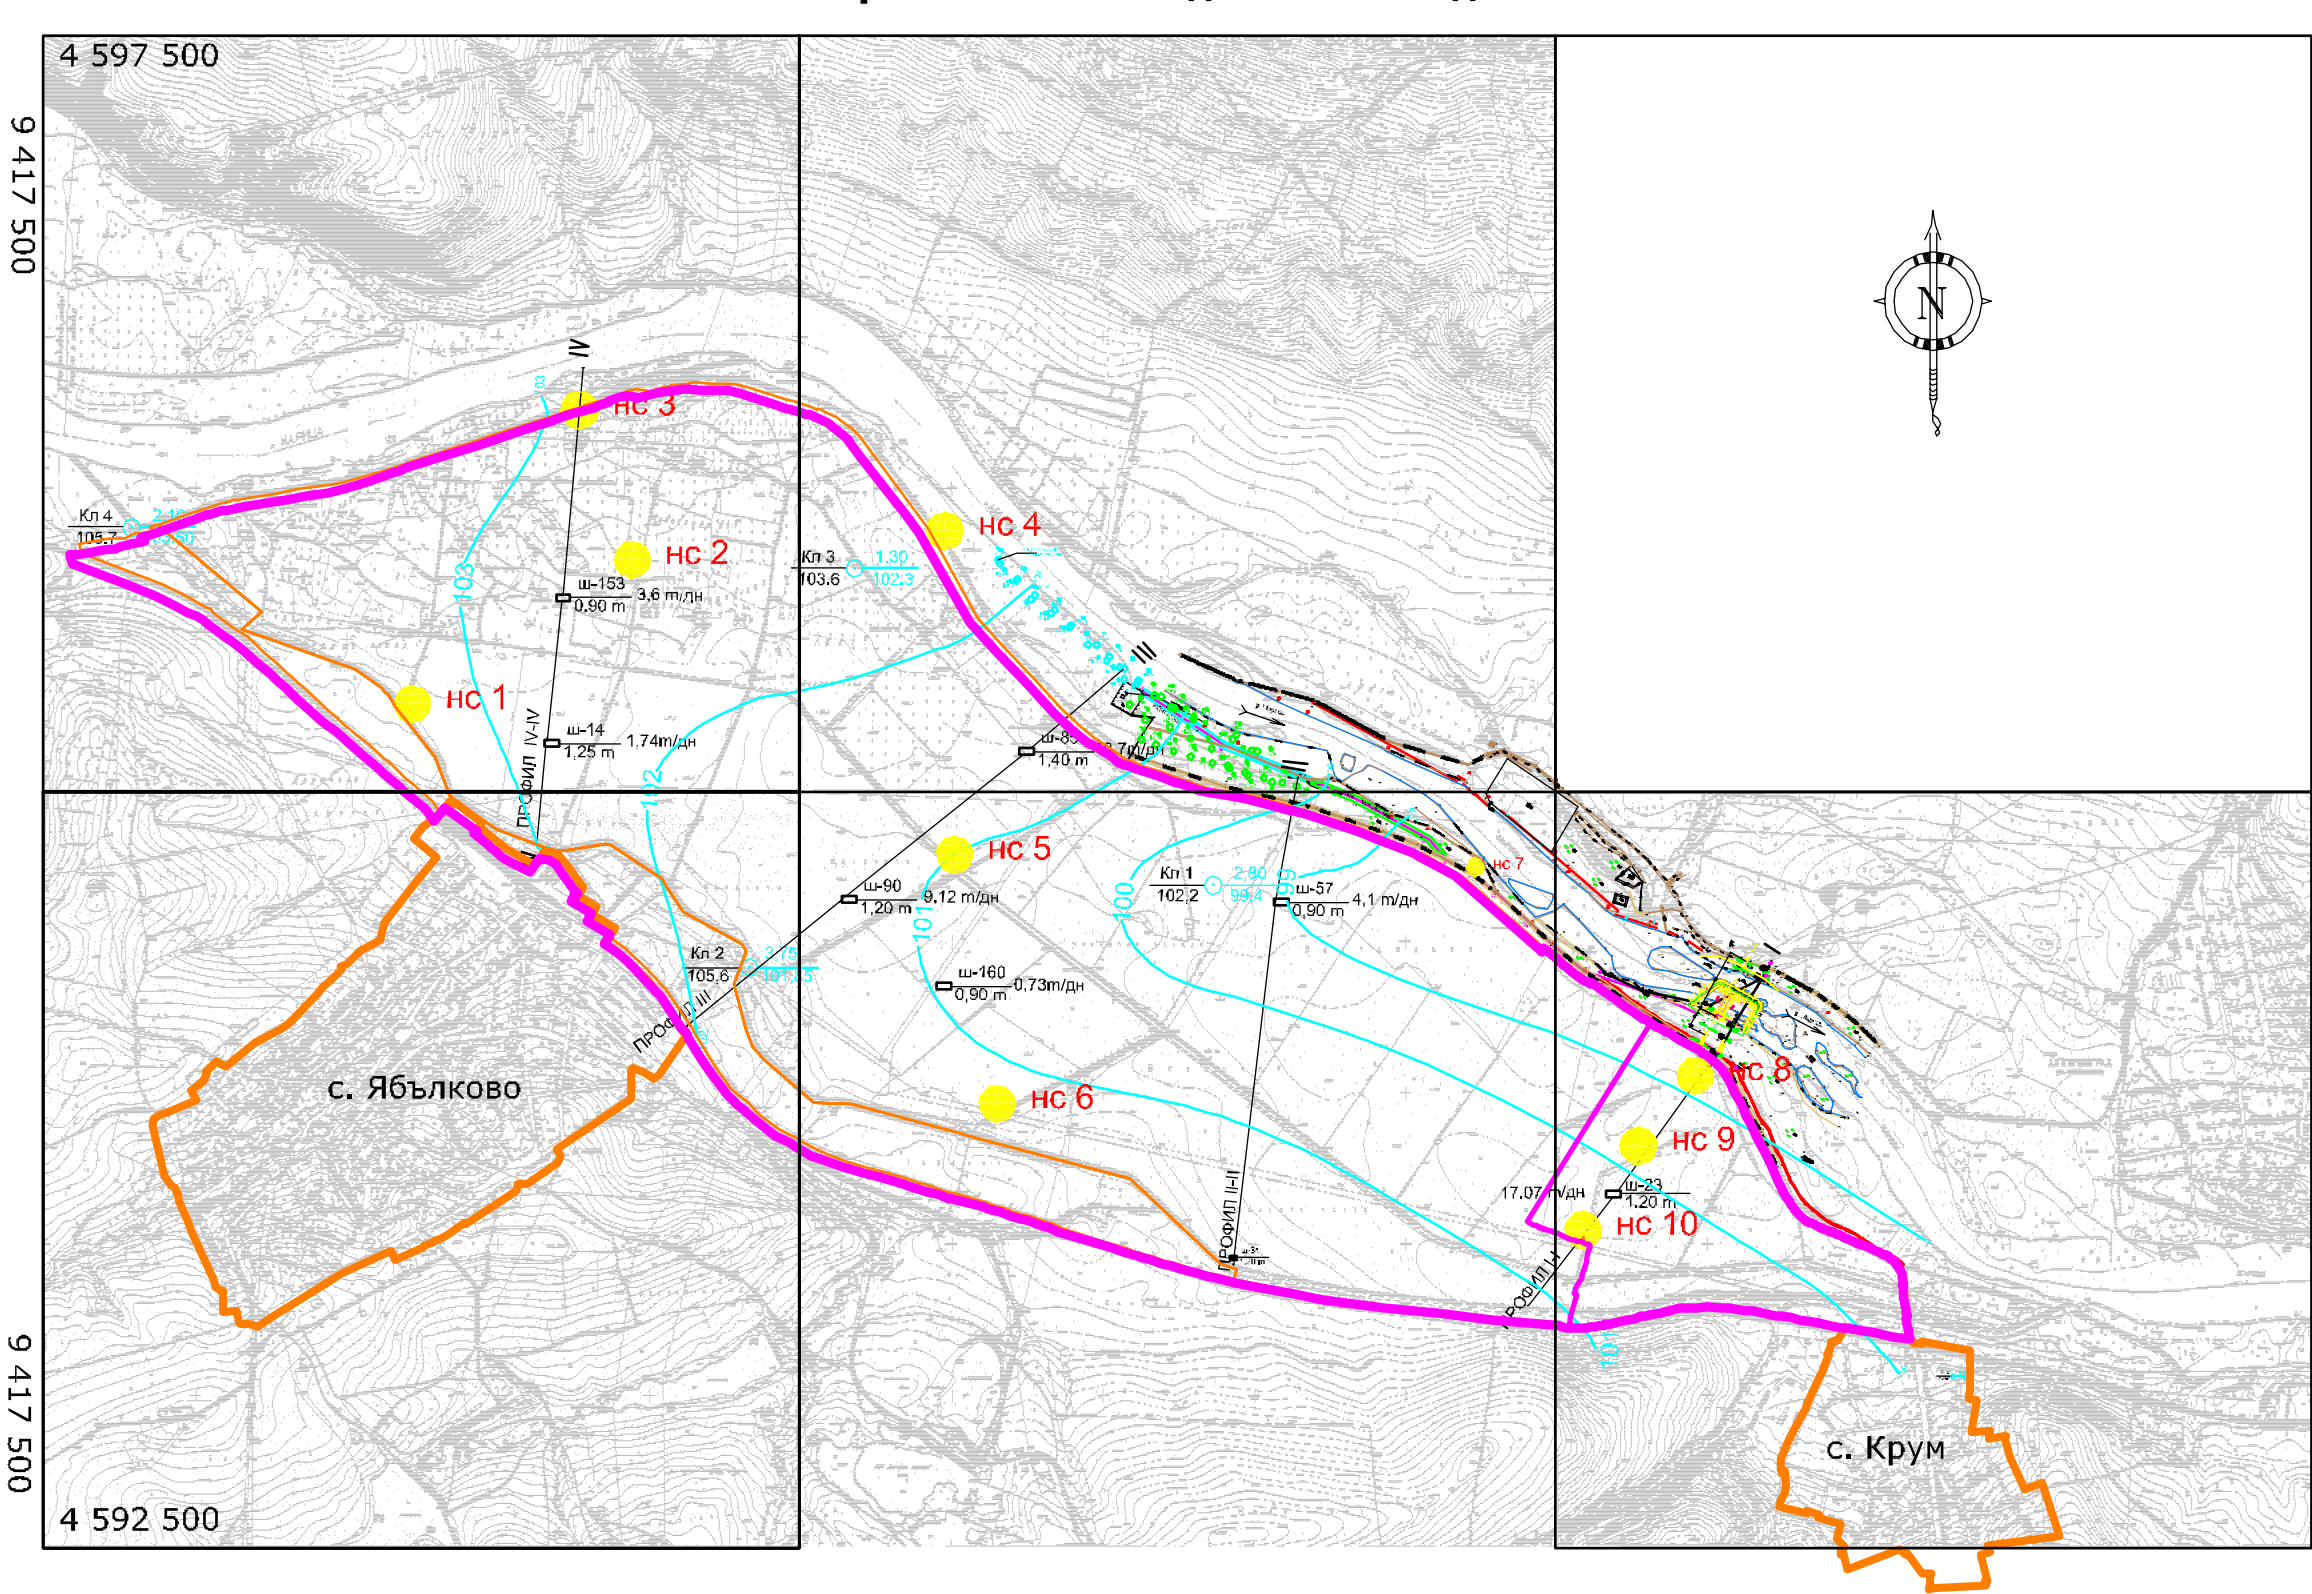 4 597 500
9 417 500
N
IV
103
нс 3
Кл 4
105.7
нс 4
нс 2
Кл 3
103.6
1.30
102.3
103
ш-153
0.90 m
3,6 m/дн
нс 1
III
ПРОФИЛ IV-IV
ш-14
1,25 m
1,74m/дн
1,40 m
102
II
нс 5
нс 7
Кл 1
102.2
2.80
99.4
99
ш-57
0,90 m
4,1 m/дн
ш-90
1,20 m
9,12 m/дн
100
101
Кл 2
105.6
I
ш-160
0,90 m
0,73m/дн
ПРОФИЛ III
нс 8
с. Ябълково
нс 6
нс 9
17.07 m/дн
ш-23
1.20 m
нс 10
ПРОФИЛ II-II
ПРОФИЛ I-I
101
9 417 500
с. Крум
4 592 500